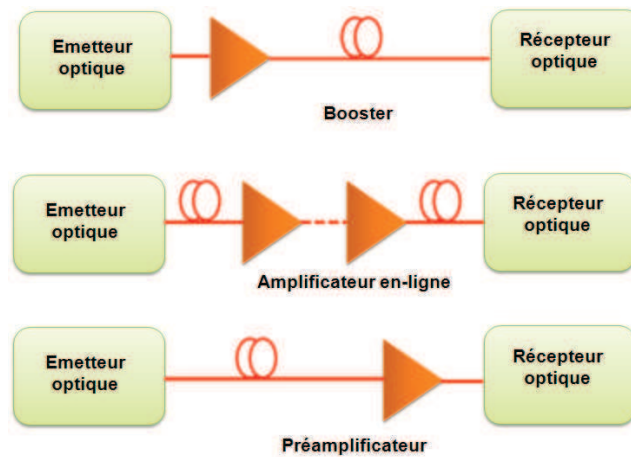 Emetteur
optique
Récepteur
optique
Booster
Emetteur
optique
Récepteur
optique
Amplificateur en-ligne
Emetteur
optique
Récepteur
optique
Préamplificateur